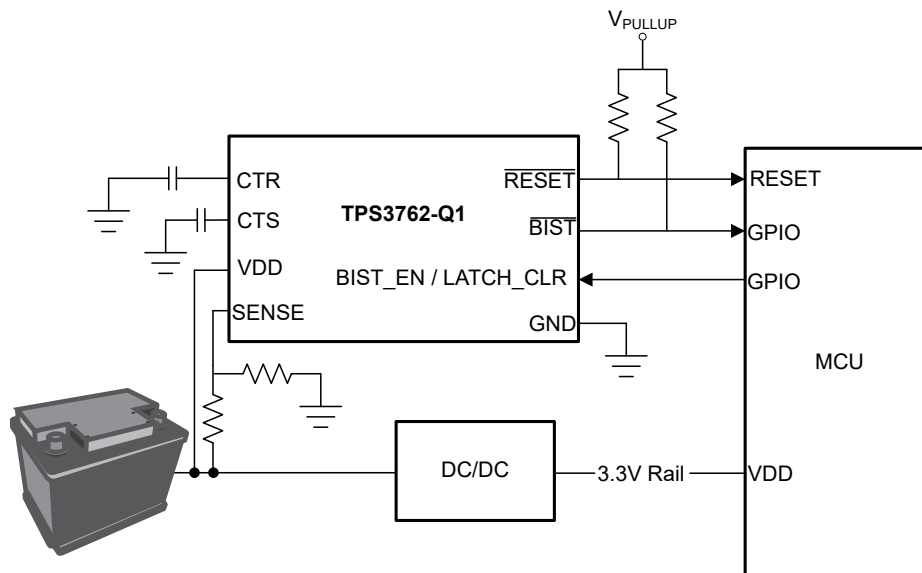 VPULLUP
CTR
RESET
RESET
CTS
TPS3762-Q1
BIST
GPIO
VDD
BIST_EN / LATCH_CLR
GPIO
SENSE
GND
MCU
DC/DC
3.3V Rail
VDD